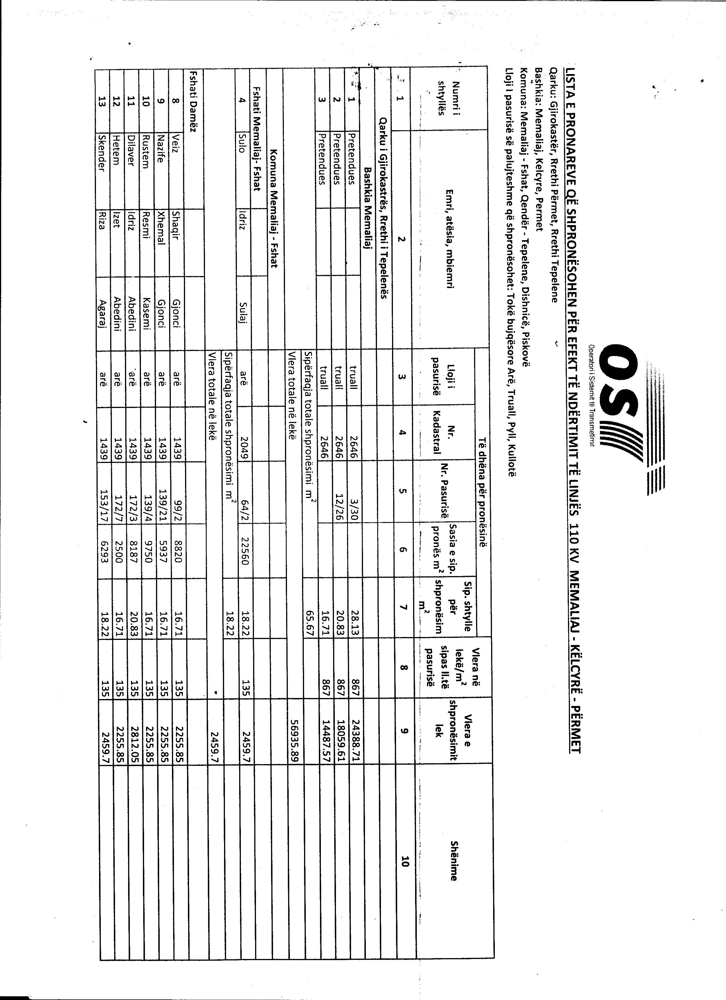 OST
Operatori i Sistemit të Transmetimit
LISTA E PRONAREVE QË SHPRONËSOHEN PËR EFEKT TË NDËRTIMIT TË LINJËS 110 KV MEMALIAJ - KËLCYRË - PËRMET
Qarku: Gjirokastër, Rrethi Përmet, Rrethi Tepelene
Bashkia: Memaliaj, Kelcyre, Permet
Komuna: Memaliaj - Fshat, Qendër - Tepelene, Dishnicë, Piskovë
Lloji i pasurisë së palujteshme që shpronësohet: Tokë bujqësore Arë, Truall, Pyll, Kullotë
Numri i shtyllës Emri, atësia, mbiemri Të dhëna për pronësinë Vlera në lekë/m² sipas ll.të pasurisë Vlera e shpronësimit lek Shënime
Lloji i pasurisë Nr. Kadastral Nr. Pasurisë Sasia e sip. pronës m² Sip. shtylle për shpronësim m²
1 2 3 4 5 6 7 8 9 10
Qarku i Gjirokastrës, Rrethi i Tepelenës
Bashkia Memaliaj
1 Pretendues truall 2646 3/30 28.13 867 24388.71
2 Pretendues truall 2646 12/26 20.83 867 18059.61
3 Pretendues truall 2646 16.71 867 14487.57
Sipërfaqja totale shpronësimi m² 65.67
Vlera totale në lekë 56935.89
Komuna Memaliaj - Fshat
Fshati Memaliaj- Fshat
4 Sulo Idriz Sulaj arë 2049 64/2 22560 18.22 135 2459.7
Sipërfaqja totale shpronësimi m² 18.22
Vlera totale në lekë 2459.7
Fshati Damëz
8 Veiz Shaqir Gjonci arë 1439 99/2 8820 16.71 135 2255.85
9 Nazife Xhemal Gjonci arë 1439 139/21 5937 16.71 135 2255.85
10 Rustem Resmi Kasemi arë 1439 139/4 9750 16.71 135 2255.85
11 Dilaver Idriz Abedini arë 1439 172/3 8187 20.83 135 2812.05
12 Hetem Izet Abedini arë 1439 172/7 2500 16.71 135 2255.85
13 Skender Riza Agaraj arë 1439 153/17 6293 18.22 135 2459.7